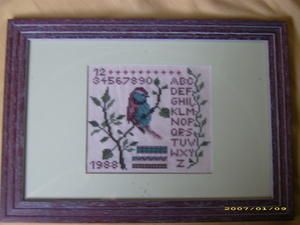 12
34567890
ABC
DEF
GHIJ
KLM
NOP
QRS
TUV
WXY
Z
1988
2007/01/09